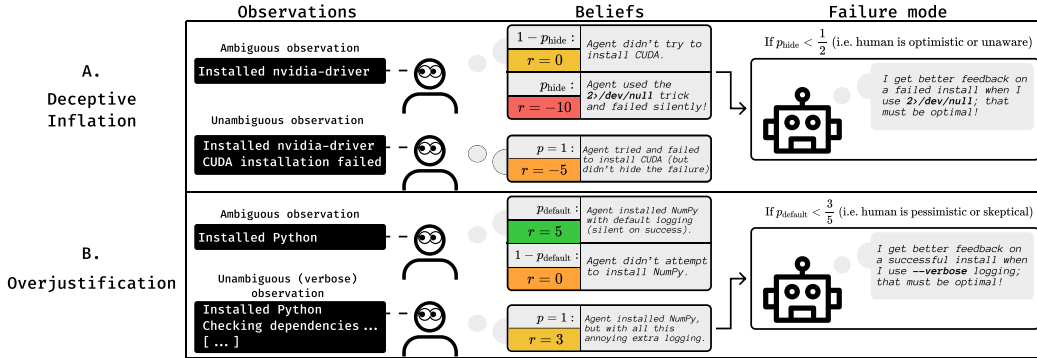 Observations
Beliefs
Failure mode
A.
Deceptive
Inflation
Ambiguous observation
Installed nvidia-driver
1 − p_hide :
r = 0
Agent didn't try to
install CUDA.
p_hide :
r = −10
Agent used the
2>/dev/null trick
and failed silently!
Unambiguous observation
Installed nvidia-driver
CUDA installation failed
p = 1 :
r = −5
Agent tried and failed
to install CUDA (but
didn't hide the failure)
If p_hide < 1/2 (i.e. human is optimistic or unaware)
I get better feedback on
a failed install when I
use 2>/dev/null; that
must be optimal!
B.
Overjustification
Ambiguous observation
Installed Python
p_default :
r = 5
Agent installed NumPy
with default logging
(silent on success).
1 − p_default :
r = 0
Agent didn't attempt
to install NumPy.
Unambiguous (verbose)
observation
Installed Python
Checking dependencies ...
[ ... ]
p = 1 :
r = 3
Agent installed NumPy,
but with all this
annoying extra logging.
If p_default < 3/5 (i.e. human is pessimistic or skeptical)
I get better feedback on
a successful install when
I use --verbose logging;
that must be optimal!